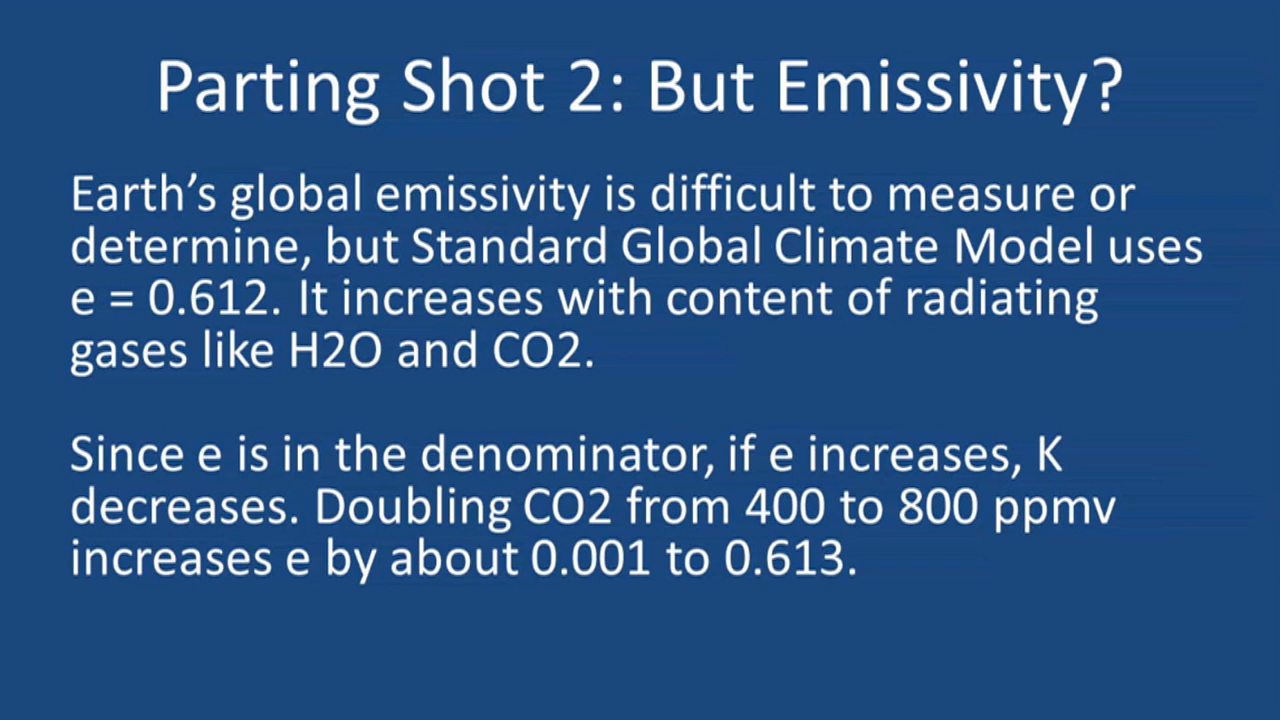 Parting Shot 2: But Emissivity?
Earth’s global emissivity is difficult to measure or
determine, but Standard Global Climate Model uses
e = 0.612. It increases with content of radiating
gases like H2O and CO2.
Since e is in the denominator, if e increases, K
decreases. Doubling CO2 from 400 to 800 ppmv
increases e by about 0.001 to 0.613.